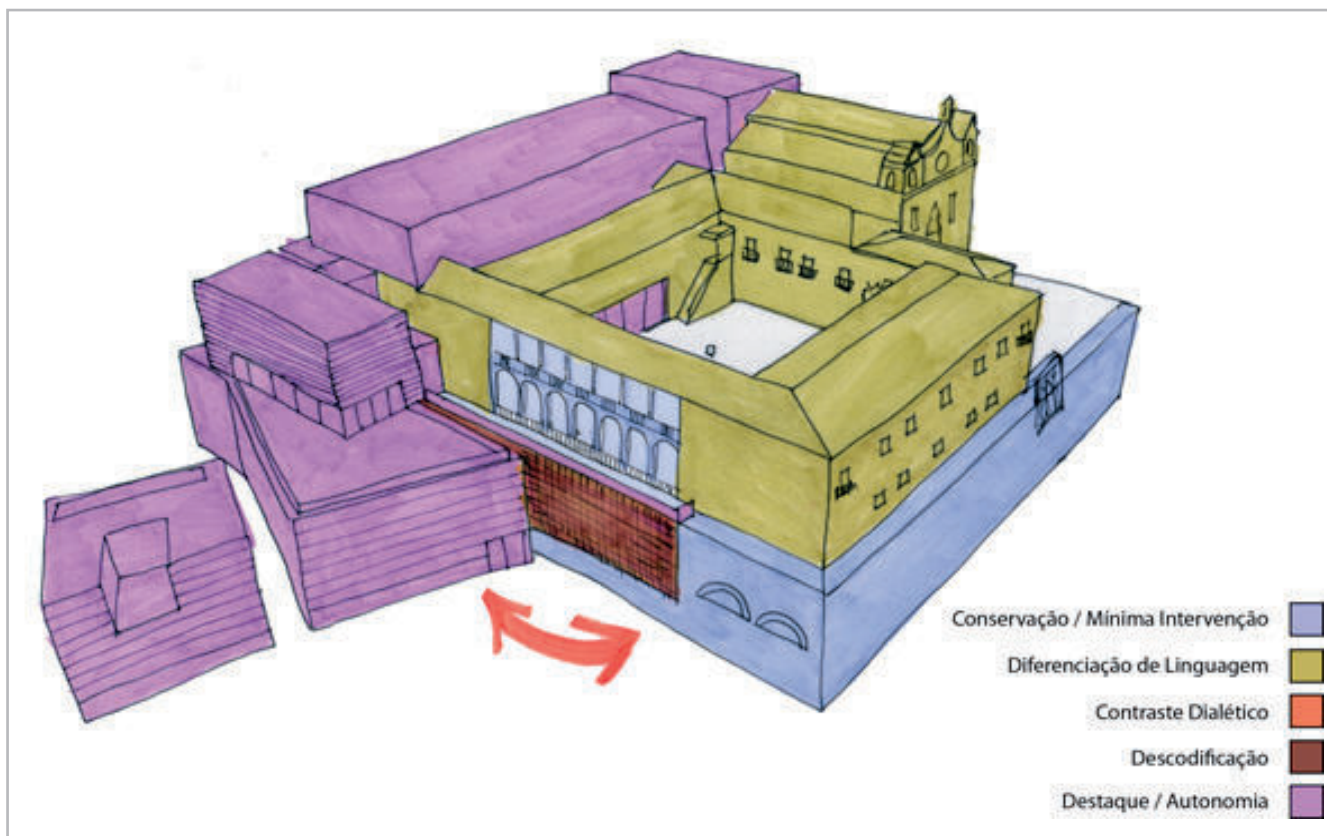 Conservação / Mínima Intervenção
Diferenciação de Linguagem
Contraste Dialético
Descodificação
Destaque / Autonomia